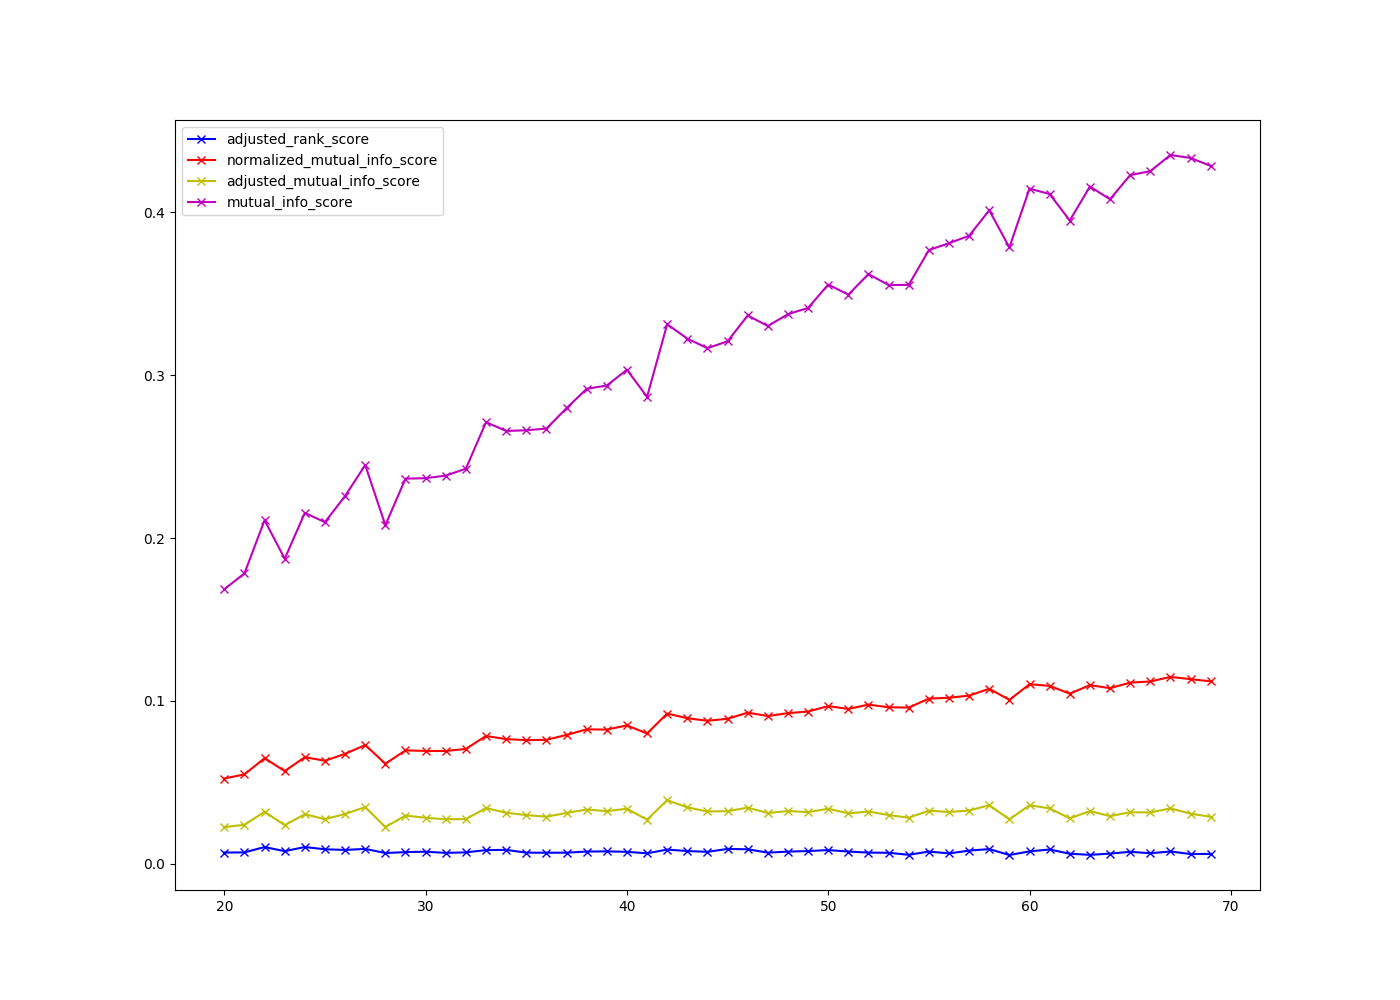 adjusted_rank_score
normalized_mutual_info_score
adjusted_mutual_info_score
mutual_info_score
0.4
0.3
0.2
0.1
0.0
20 30 40 50 60 70